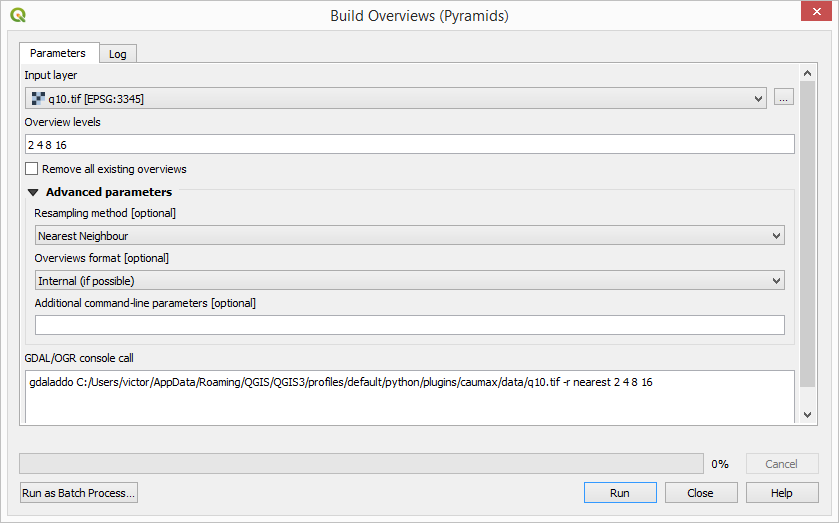 Build Overviews (Pyramids)
Parameters
Log
Input layer
q10.tif [EPSG:3345]
...
Overview levels
2 4 8 16
Remove all existing overviews
Advanced parameters
Resampling method [optional]
Nearest Neighbour
Overviews format [optional]
Internal (if possible)
Additional command-line parameters [optional]
GDAL/OGR console call
gdaladdo C:/Users/victor/AppData/Roaming/QGIS/QGIS3/profiles/default/python/plugins/caumax/data/q10.tif -r nearest 2 4 8 16
0%
Cancel
Run as Batch Process...
Run
Close
Help